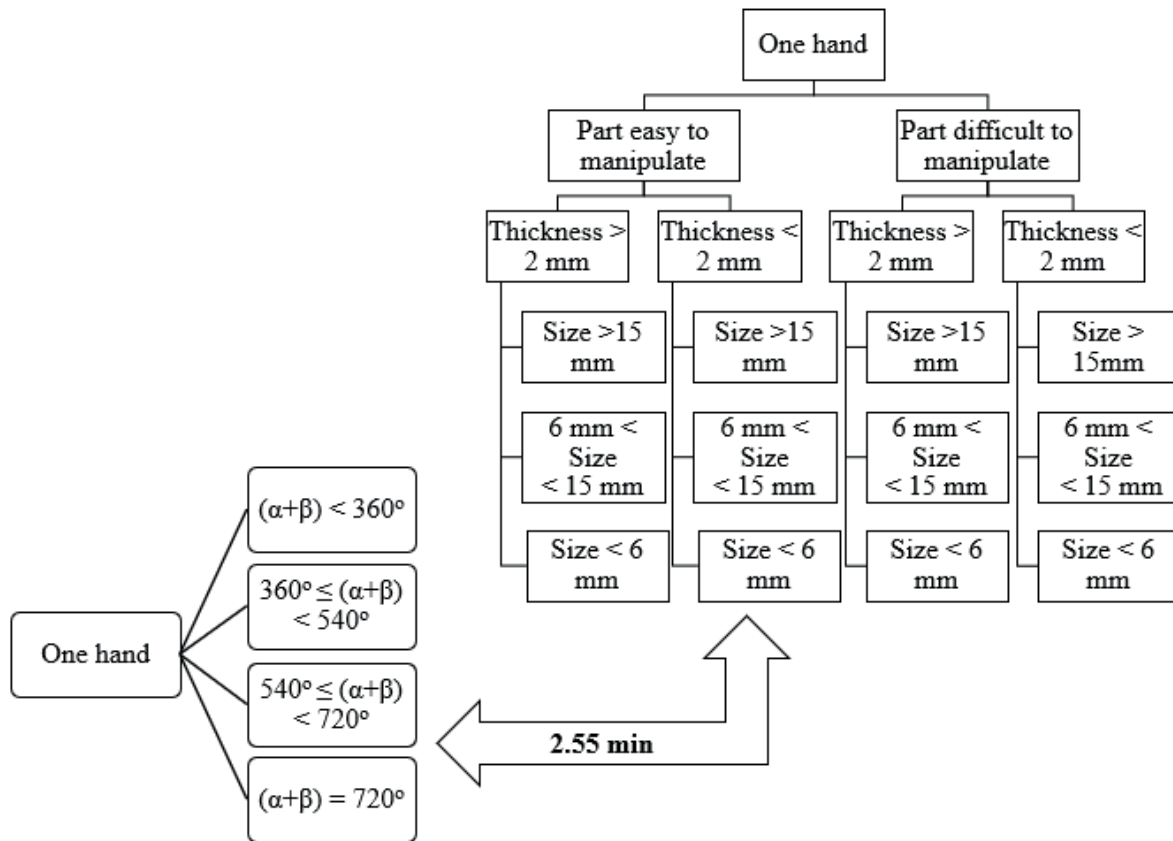 One hand
Part easy to
manipulate
Part difficult to
manipulate
Thickness >
2 mm
Thickness <
2 mm
Thickness >
2 mm
Thickness <
2 mm
Size >15
mm
Size >15
mm
Size >15
mm
Size >
15mm
6 mm <
Size
< 15 mm
6 mm <
Size
< 15 mm
6 mm <
Size
< 15 mm
6 mm <
Size
< 15 mm
Size < 6
mm
Size < 6
mm
Size < 6
mm
Size < 6
mm
One hand
(α+β) < 360º
360º ≤ (α+β)
< 540º
540º ≤ (α+β)
< 720º
(α+β) = 720º
2.55 min